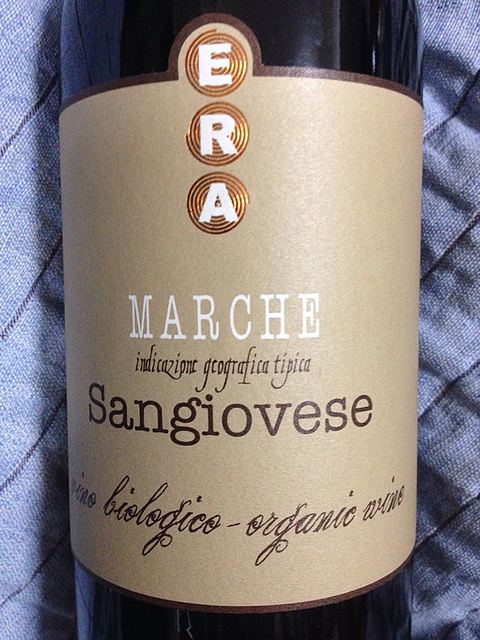 E
R
A
MARCHE
indicazione geografica tipica
Sangiovese
vino biologico - organic wine